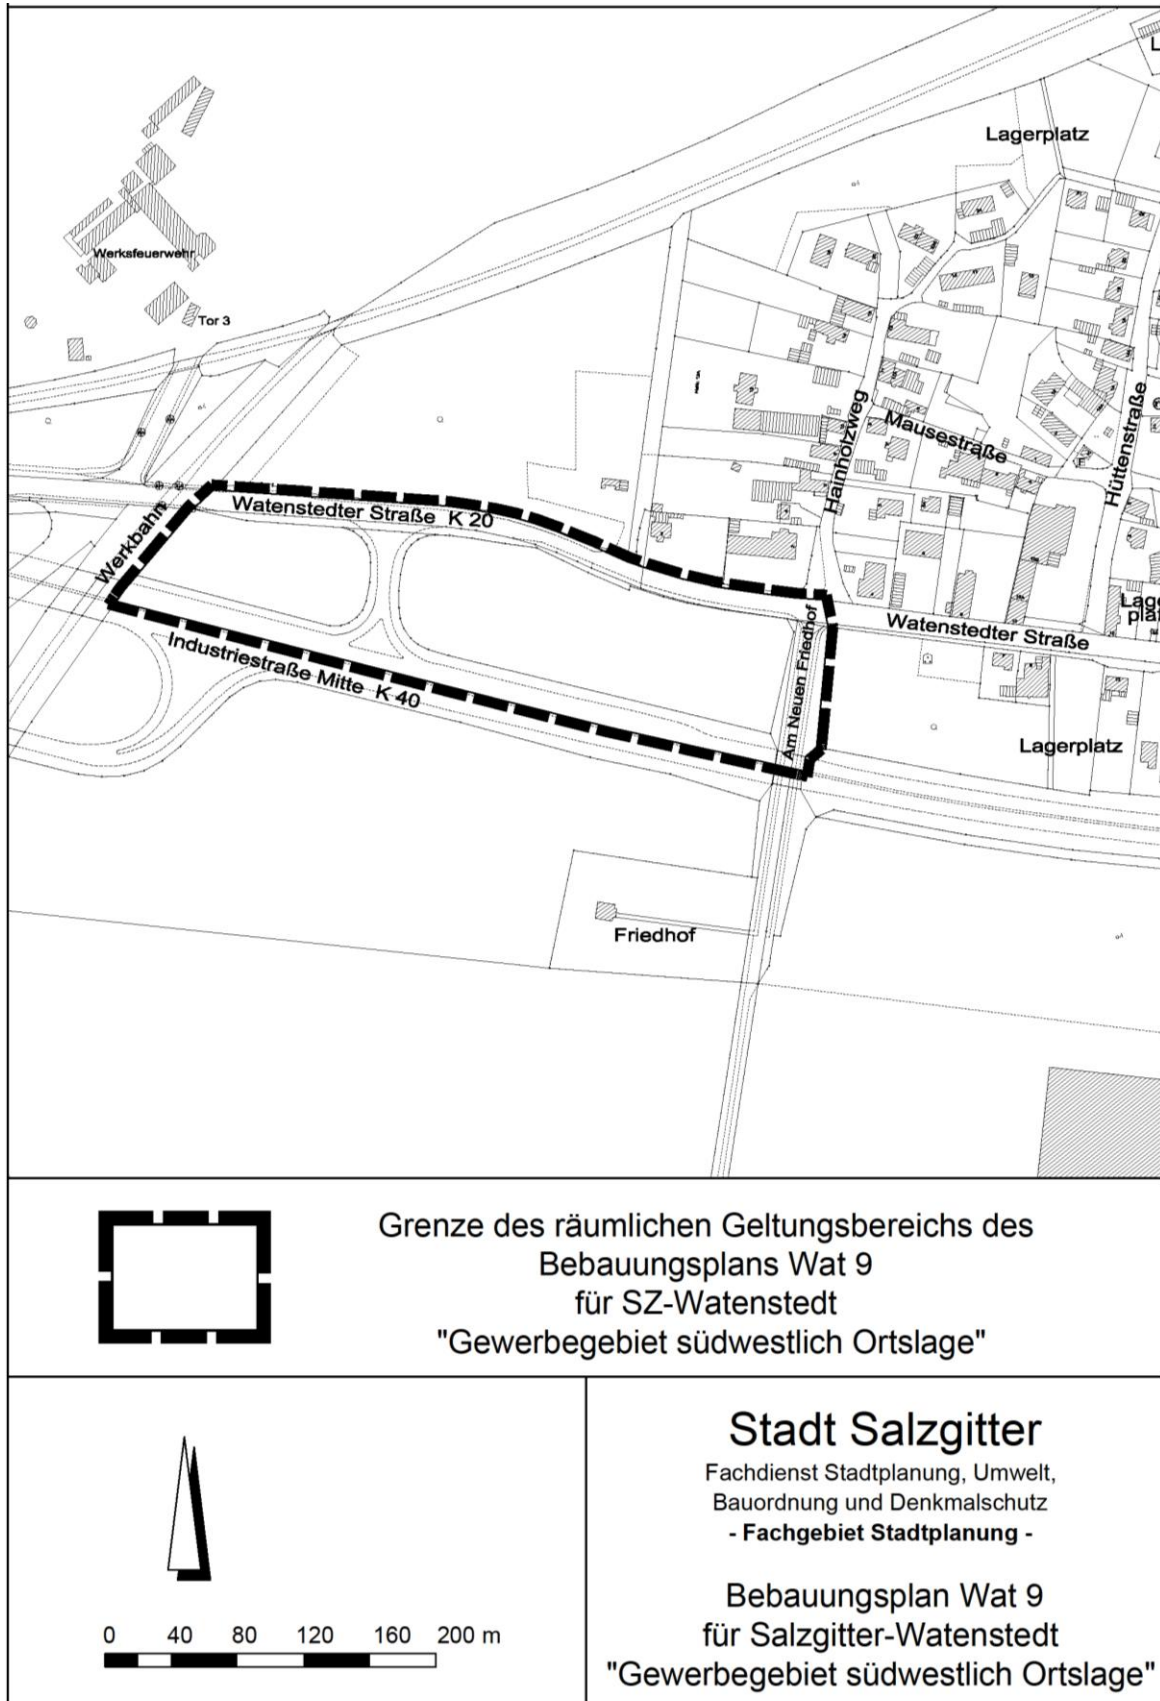 Lagerplatz
Werksfeuerwehr
Tor 3
Hainholzweg
Mausestraße
Hüttenstraße
Werkbahn
Watenstedter Straße K 20
Watenstedter Straße
Industriestraße Mitte K 40
Am Neuen Friedhof
Lagerplatz
Friedhof
Grenze des räumlichen Geltungsbereichs des
Bebauungsplans Wat 9
für SZ-Watenstedt
"Gewerbegebiet südwestlich Ortslage"
0 40 80 120 160 200 m
Stadt Salzgitter
Fachdienst Stadtplanung, Umwelt,
Bauordnung und Denkmalschutz
- Fachgebiet Stadtplanung -
Bebauungsplan Wat 9
für Salzgitter-Watenstedt
"Gewerbegebiet südwestlich Ortslage"